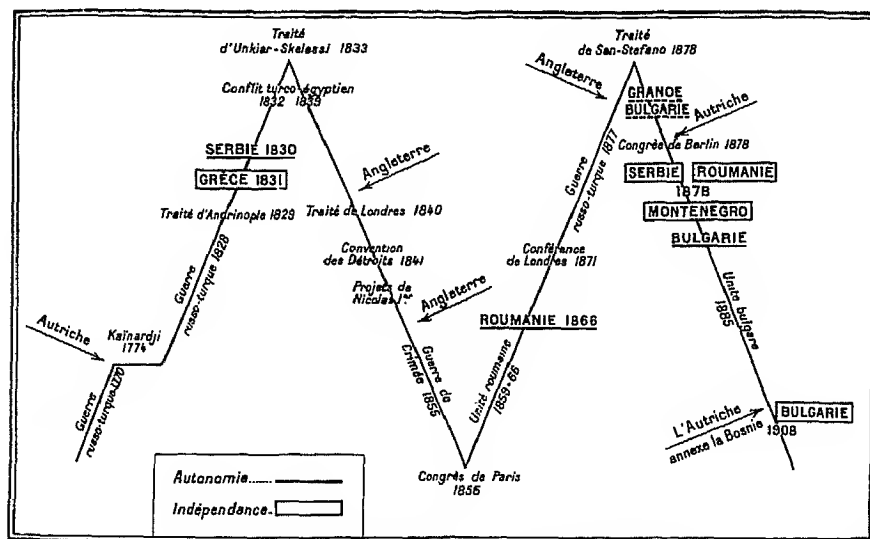 Traité
d'Unkiar-Skelessi 1833
Conflit turco-égyptien
1832 1839
SERBIE 1830
GRÈCE 1831
Traité d'Andrinople 1829
Guerre
russo-turque 1828
Autriche
Kaïnardji
1774
Guerre
russo-turque 1770
Angleterre
Traité de Londres 1840
Convention
des Détroits 1841
Projets de
Nicolas 1er
Angleterre
Guerre de
Crimée 1855
Congrès de Paris
1856
Traité
de San-Stefano 1878
Angleterre
GRANDE
BULGARIE
Autriche
Congrès de Berlin 1878
Guerre
russo-turque 1877
SERBIE ROUMANIE
1878
MONTENEGRO
BULGARIE
Conférence
de Londres 1871
ROUMANIE 1866
Unité roumaine
1859-66
Unité bulgare
1885
L'Autriche
annexe la Bosnie 1908
BULGARIE
Autonomie......
Indépendance-